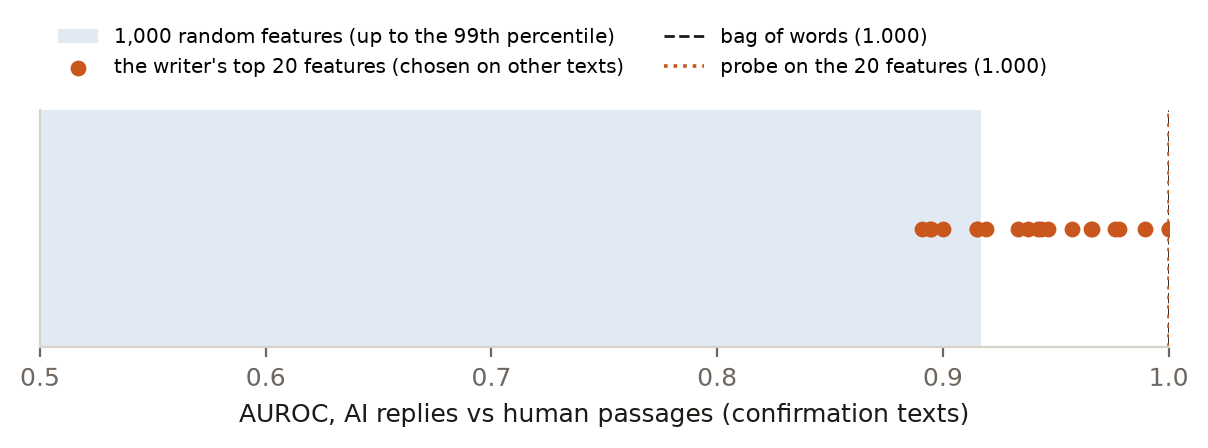 1,000 random features (up to the 99th percentile)
the writer's top 20 features (chosen on other texts)
bag of words (1.000)
probe on the 20 features (1.000)
0.5 0.6 0.7 0.8 0.9 1.0
AUROC, AI replies vs human passages (confirmation texts)